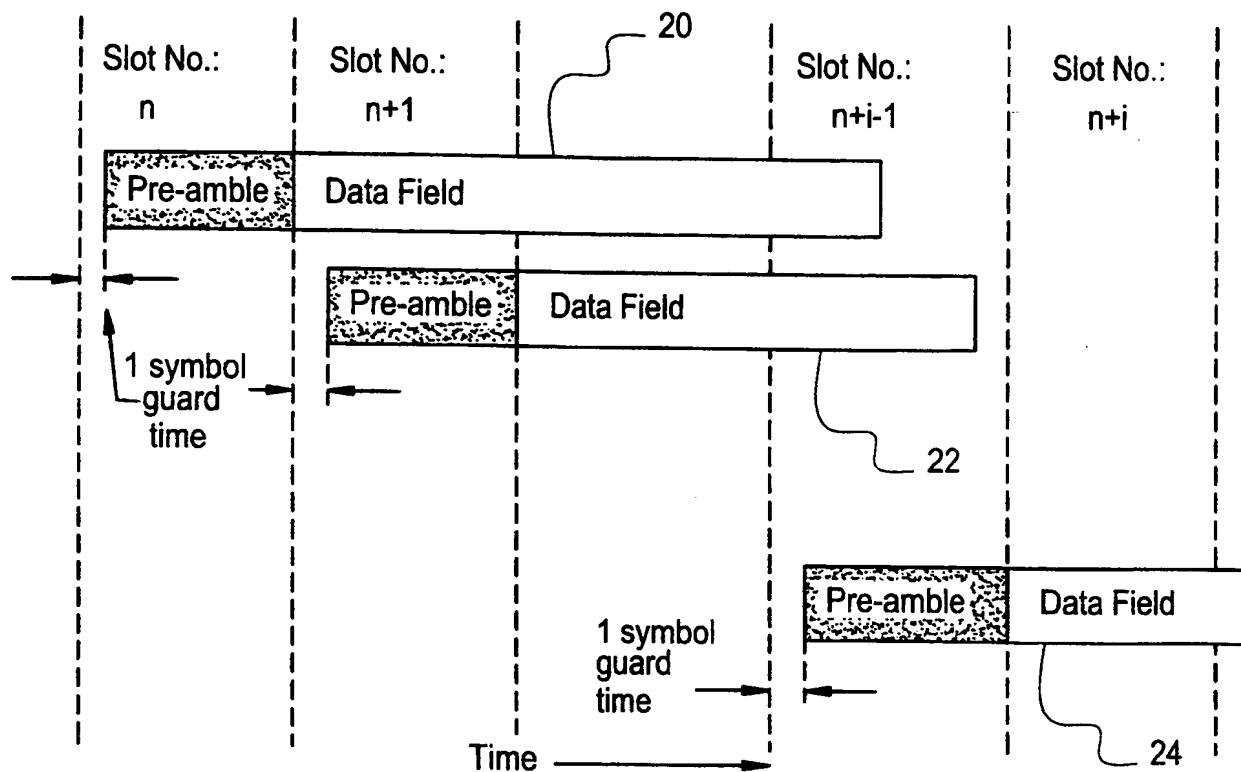 20
Slot No.:
n
Slot No.:
n+1
Slot No.:
n+i-1
Slot No.:
n+i
Pre-amble
Data Field
Pre-amble
Data Field
1 symbol
guard
time
22
Pre-amble
Data Field
1 symbol
guard
time
Time
24